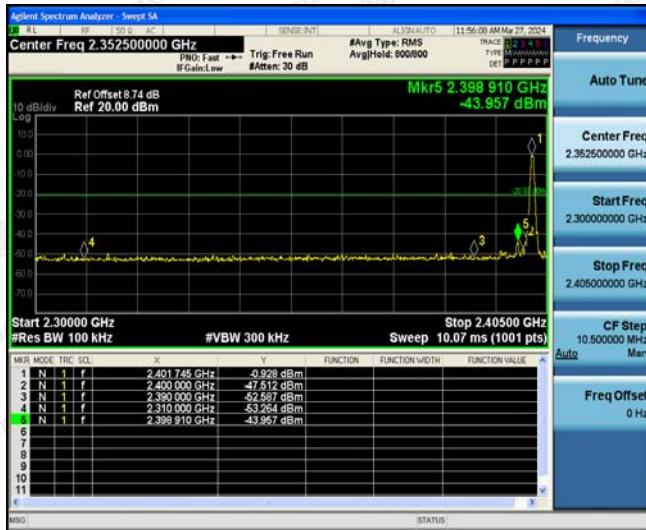 Agilent Spectrum Analyzer - Swept SA
RL RF 50 Ω AC SENSE:INT ALIGN AUTO 11:56:08 AM Mar 27, 2024
Center Freq 2.352500000 GHz
PNO: Fast
IFGain:Low
Trig: Free Run
#Atten: 30 dB
#Avg Type: RMS
Avg|Hold: 800/800
TRACE 1 2 3 4 5 6
TYPE
DET P P P P P P
Mkr5 2.398 910 GHz
-43.957 dBm
Ref Offset 8.74 dB
10 dB/div Ref 20.00 dBm
Log
10.0
0.00
-10.0
-20.0
-30.0
-40.0
-50.0
-60.0
-70.0
1
2
3
4
5
Start 2.30000 GHz
Stop 2.40500 GHz
#Res BW 100 kHz #VBW 300 kHz Sweep 10.07 ms (1001 pts)
MKR MODE TRC SCL X Y FUNCTION FUNCTION WIDTH FUNCTION VALUE
1 N 1 f 2.401 745 GHz -0.928 dBm
2 N 1 f 2.400 000 GHz -47.512 dBm
3 N 1 f 2.390 000 GHz -52.587 dBm
4 N 1 f 2.310 000 GHz -53.264 dBm
5 N 1 f 2.398 910 GHz -43.957 dBm
6
7
8
9
10
11
MSG STATUS
Frequency
Auto Tune
Center Freq
2.352500000 GHz
Start Freq
2.300000000 GHz
Stop Freq
2.405000000 GHz
CF Step
10.500000 MHz
Auto Man
Freq Offset
0 Hz